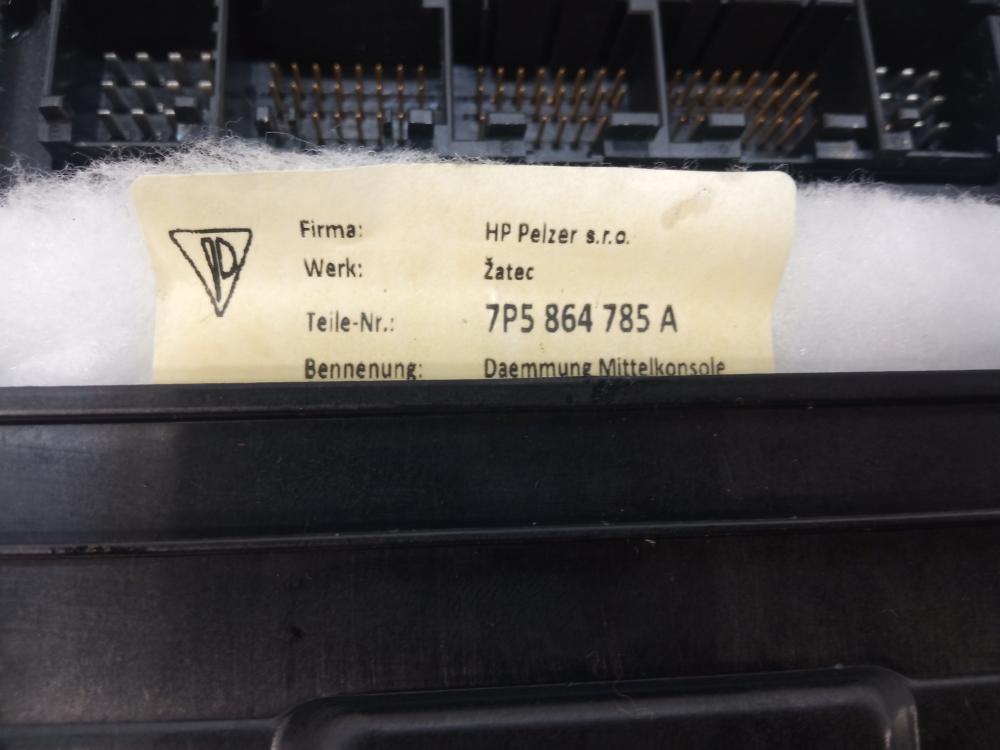 Firma: HP Pelzer s.r.o.
Werk: Žatec
Teile-Nr.: 7P5 864 785 A
Bennenung: Daemmung Mittelkonsole